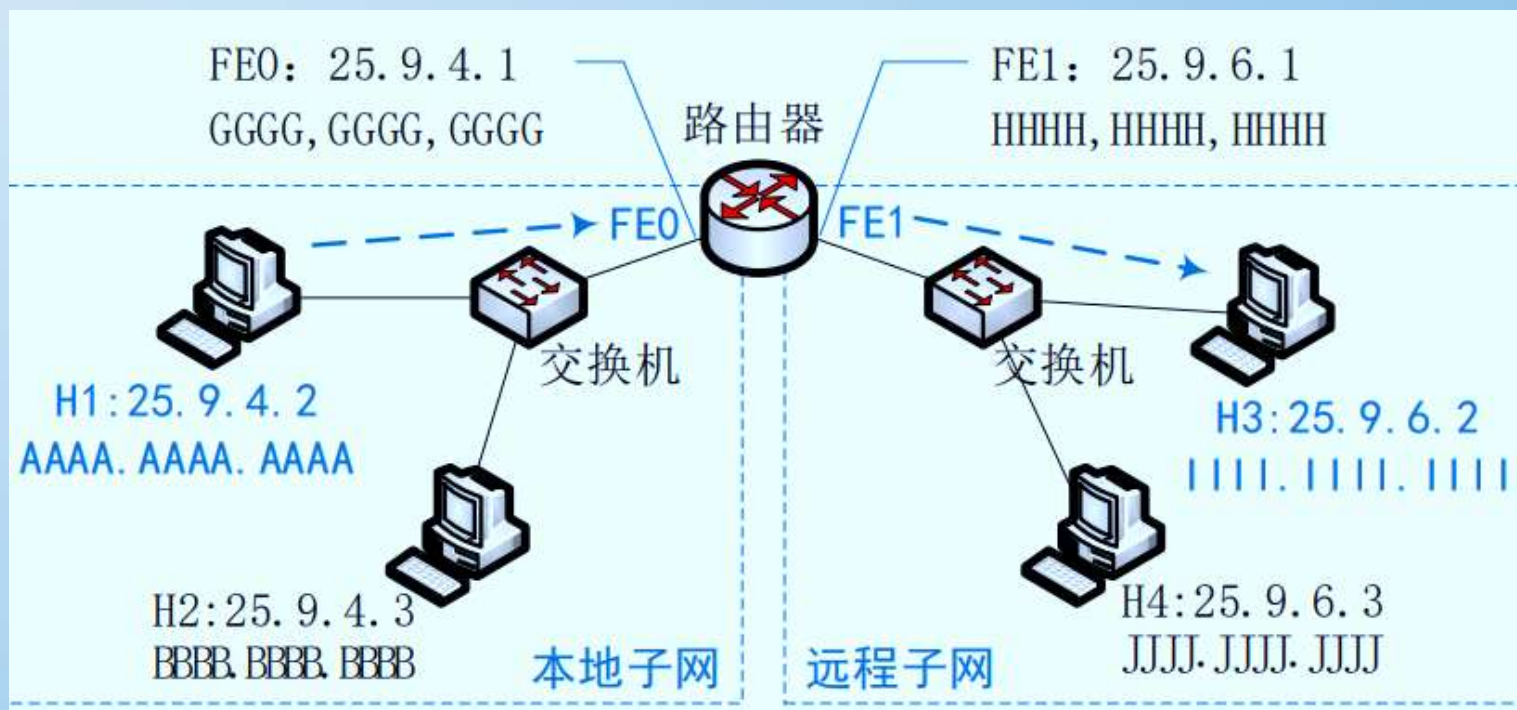 FE0: 25.9.4.1
GGGG,GGGG,GGGG
路由器
FE1: 25.9.6.1
HHHH,HHHH,HHHH
FE0
FE1
交换机
交换机
H1:25.9.4.2
AAAA.AAAA.AAAA
H3:25.9.6.2
IIII.IIII.IIII
H2:25.9.4.3
BBBB.BBBB.BBBB
本地子网
远程子网
H4:25.9.6.3
JJJJ.JJJJ.JJJJ